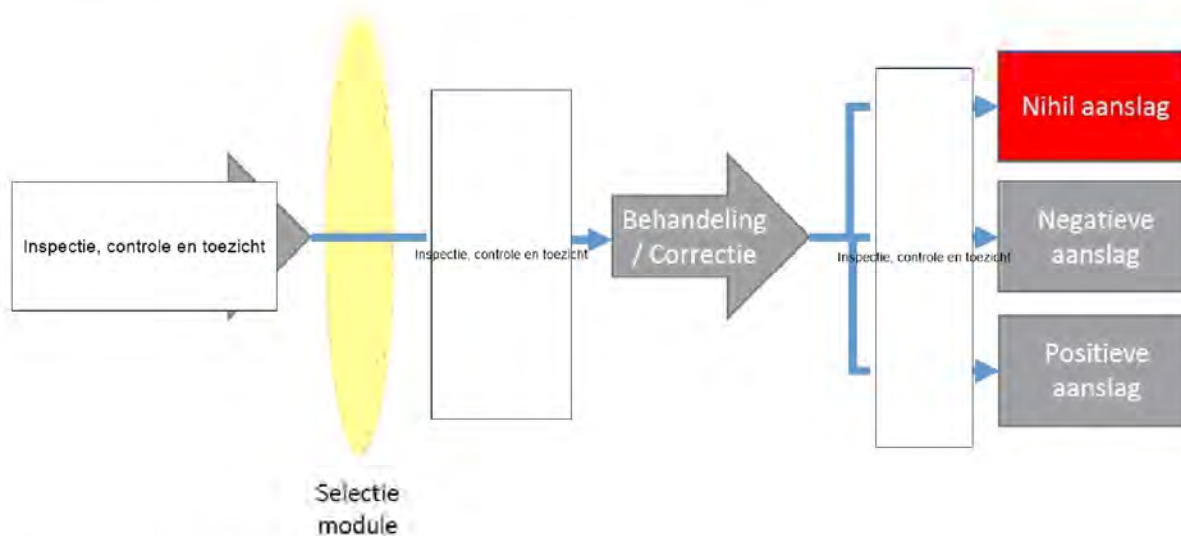 Inspectie, controle en toezicht
Selectie
module
Inspectie, controle en toezicht
Behandeling
/ Correctie
Inspectie, controle en toezicht
Nihil aanslag
Negatieve
aanslag
Positieve
aanslag